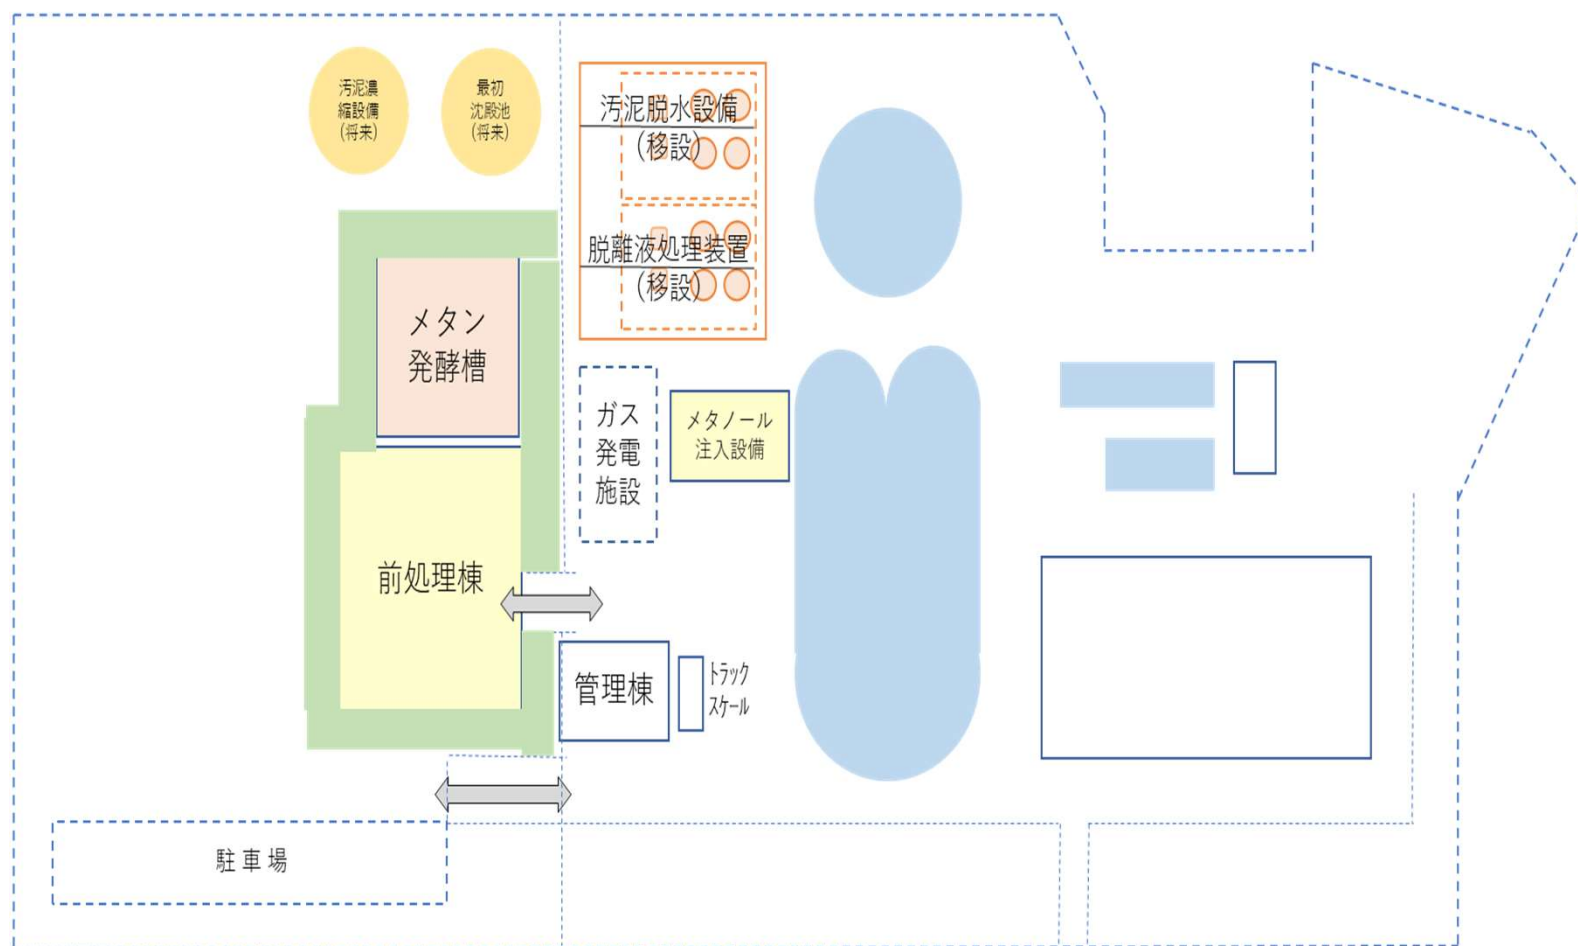 汚泥濃
縮設備
(将来)
最初
沈殿池
(将来)
汚泥脱水設備
（移設）
脱離液処理装置
（移設）
メタン
発酵槽
ガス
発電
施設
メタノール
注入設備
前処理棟
管理棟
トラック
スケール
駐車場